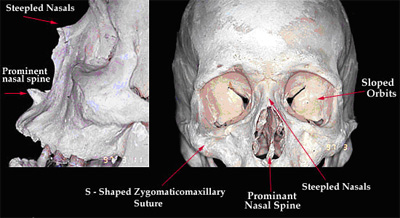 Steepled Nasals
Prominent
nasal spine
Sloped
Orbits
S - Shaped Zygomaticomaxillary
Suture
Prominant
Nasal Spine
Steepled Nasals